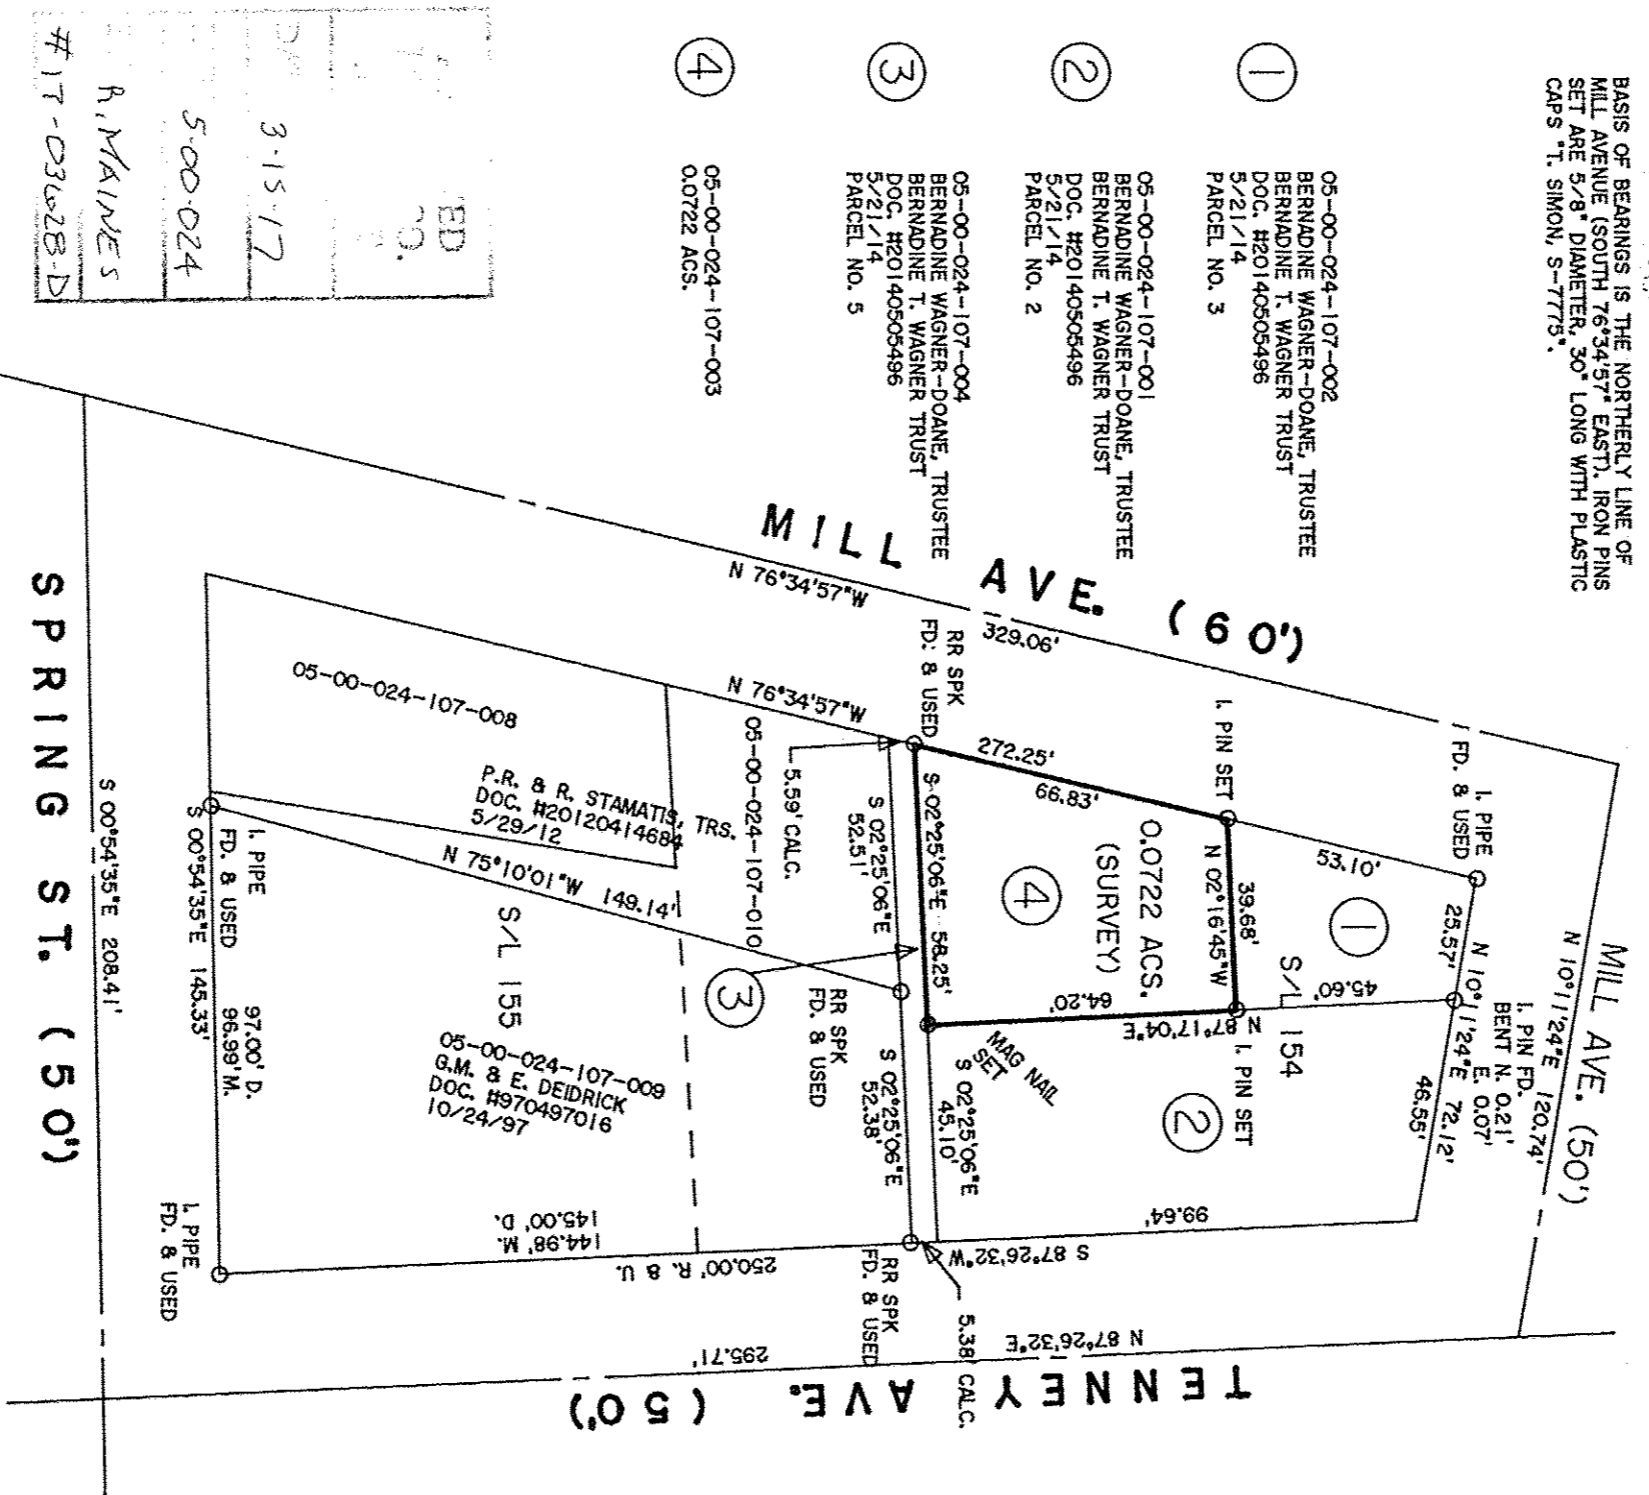 BASIS OF BEARINGS IS THE NORTHERLY LINE OF
MILL AVENUE (SOUTH 76°34'57" EAST). IRON PINS
SET ARE 5/8" DIAMETER, 30" LONG WITH PLASTIC
CAPS "T. SIMON, S-7775".
1
05-00-024-107-002
BERNADINE WAGNER-DOANE, TRUSTEE
BERNADINE T. WAGNER TRUST
DOC. #20140505496
5/21/14
PARCEL NO. 3
2
05-00-024-107-001
BERNADINE WAGNER-DOANE, TRUSTEE
BERNADINE T. WAGNER TRUST
DOC. #20140505496
5/21/14
PARCEL NO. 2
3
05-00-024-107-004
BERNADINE WAGNER-DOANE, TRUSTEE
BERNADINE T. WAGNER TRUST
DOC. #20140505496
5/21/14
PARCEL NO. 5
4
05-00-024-107-003
0.0722 ACS.
ED
3-15-17
5-00-024
R. MAINES
MILL AVE. (50')
N 10°11'24"E 120.74'
I. PIN FD.
BENT N. 0.21'
E. 0.07'
N 10°11'24"E 72.12'
25.57'
46.55'
I. PIPE
FD. & USED
MILL AVE. (60')
N 76°34'57"W
329.06'
I. PIN SET
53.10'
1
45.60'
S/L 154
39.68'
N 02°16'45"W
I. PIN SET
N 87°17'04"E
64.20'
2
99.64'
S 87°26'32"W
0.0722 ACS.
(SURVEY)
4
272.25'
66.83'
RR SPK
FD. & USED
S 02°25'06"E 58.25'
MAG NAIL
SET
S 02°25'06"E
45.10'
S 02°25'06"E
52.51'
S 02°25'06"E
52.38'
RR SPK
FD. & USED
RR SPK
FD. & USED
5.38 CALC.
5.59' CALC.
3
N 76°34'57"W
05-00-024-107-010
P.R. & R. STAMATIS, TRS.
DOC. #20120414684
5/29/12
05-00-024-107-008
N 75°10'01"W 149.14'
S/L 155
05-00-024-107-009
G.M. & E. DEIDRICK
DOC. #970497016
10/24/97
144.98' M.
145.00' D.
250.00' R. & U.
N 87°26'32"E
295.71'
TENNEY AVE. (50')
I. PIPE
FD. & USED
97.00' D.
96.99' M.
S 00°54'35"E 145.33'
I. PIPE
FD. & USED
S 00°54'35"E 208.41'
SPRING ST. (50')